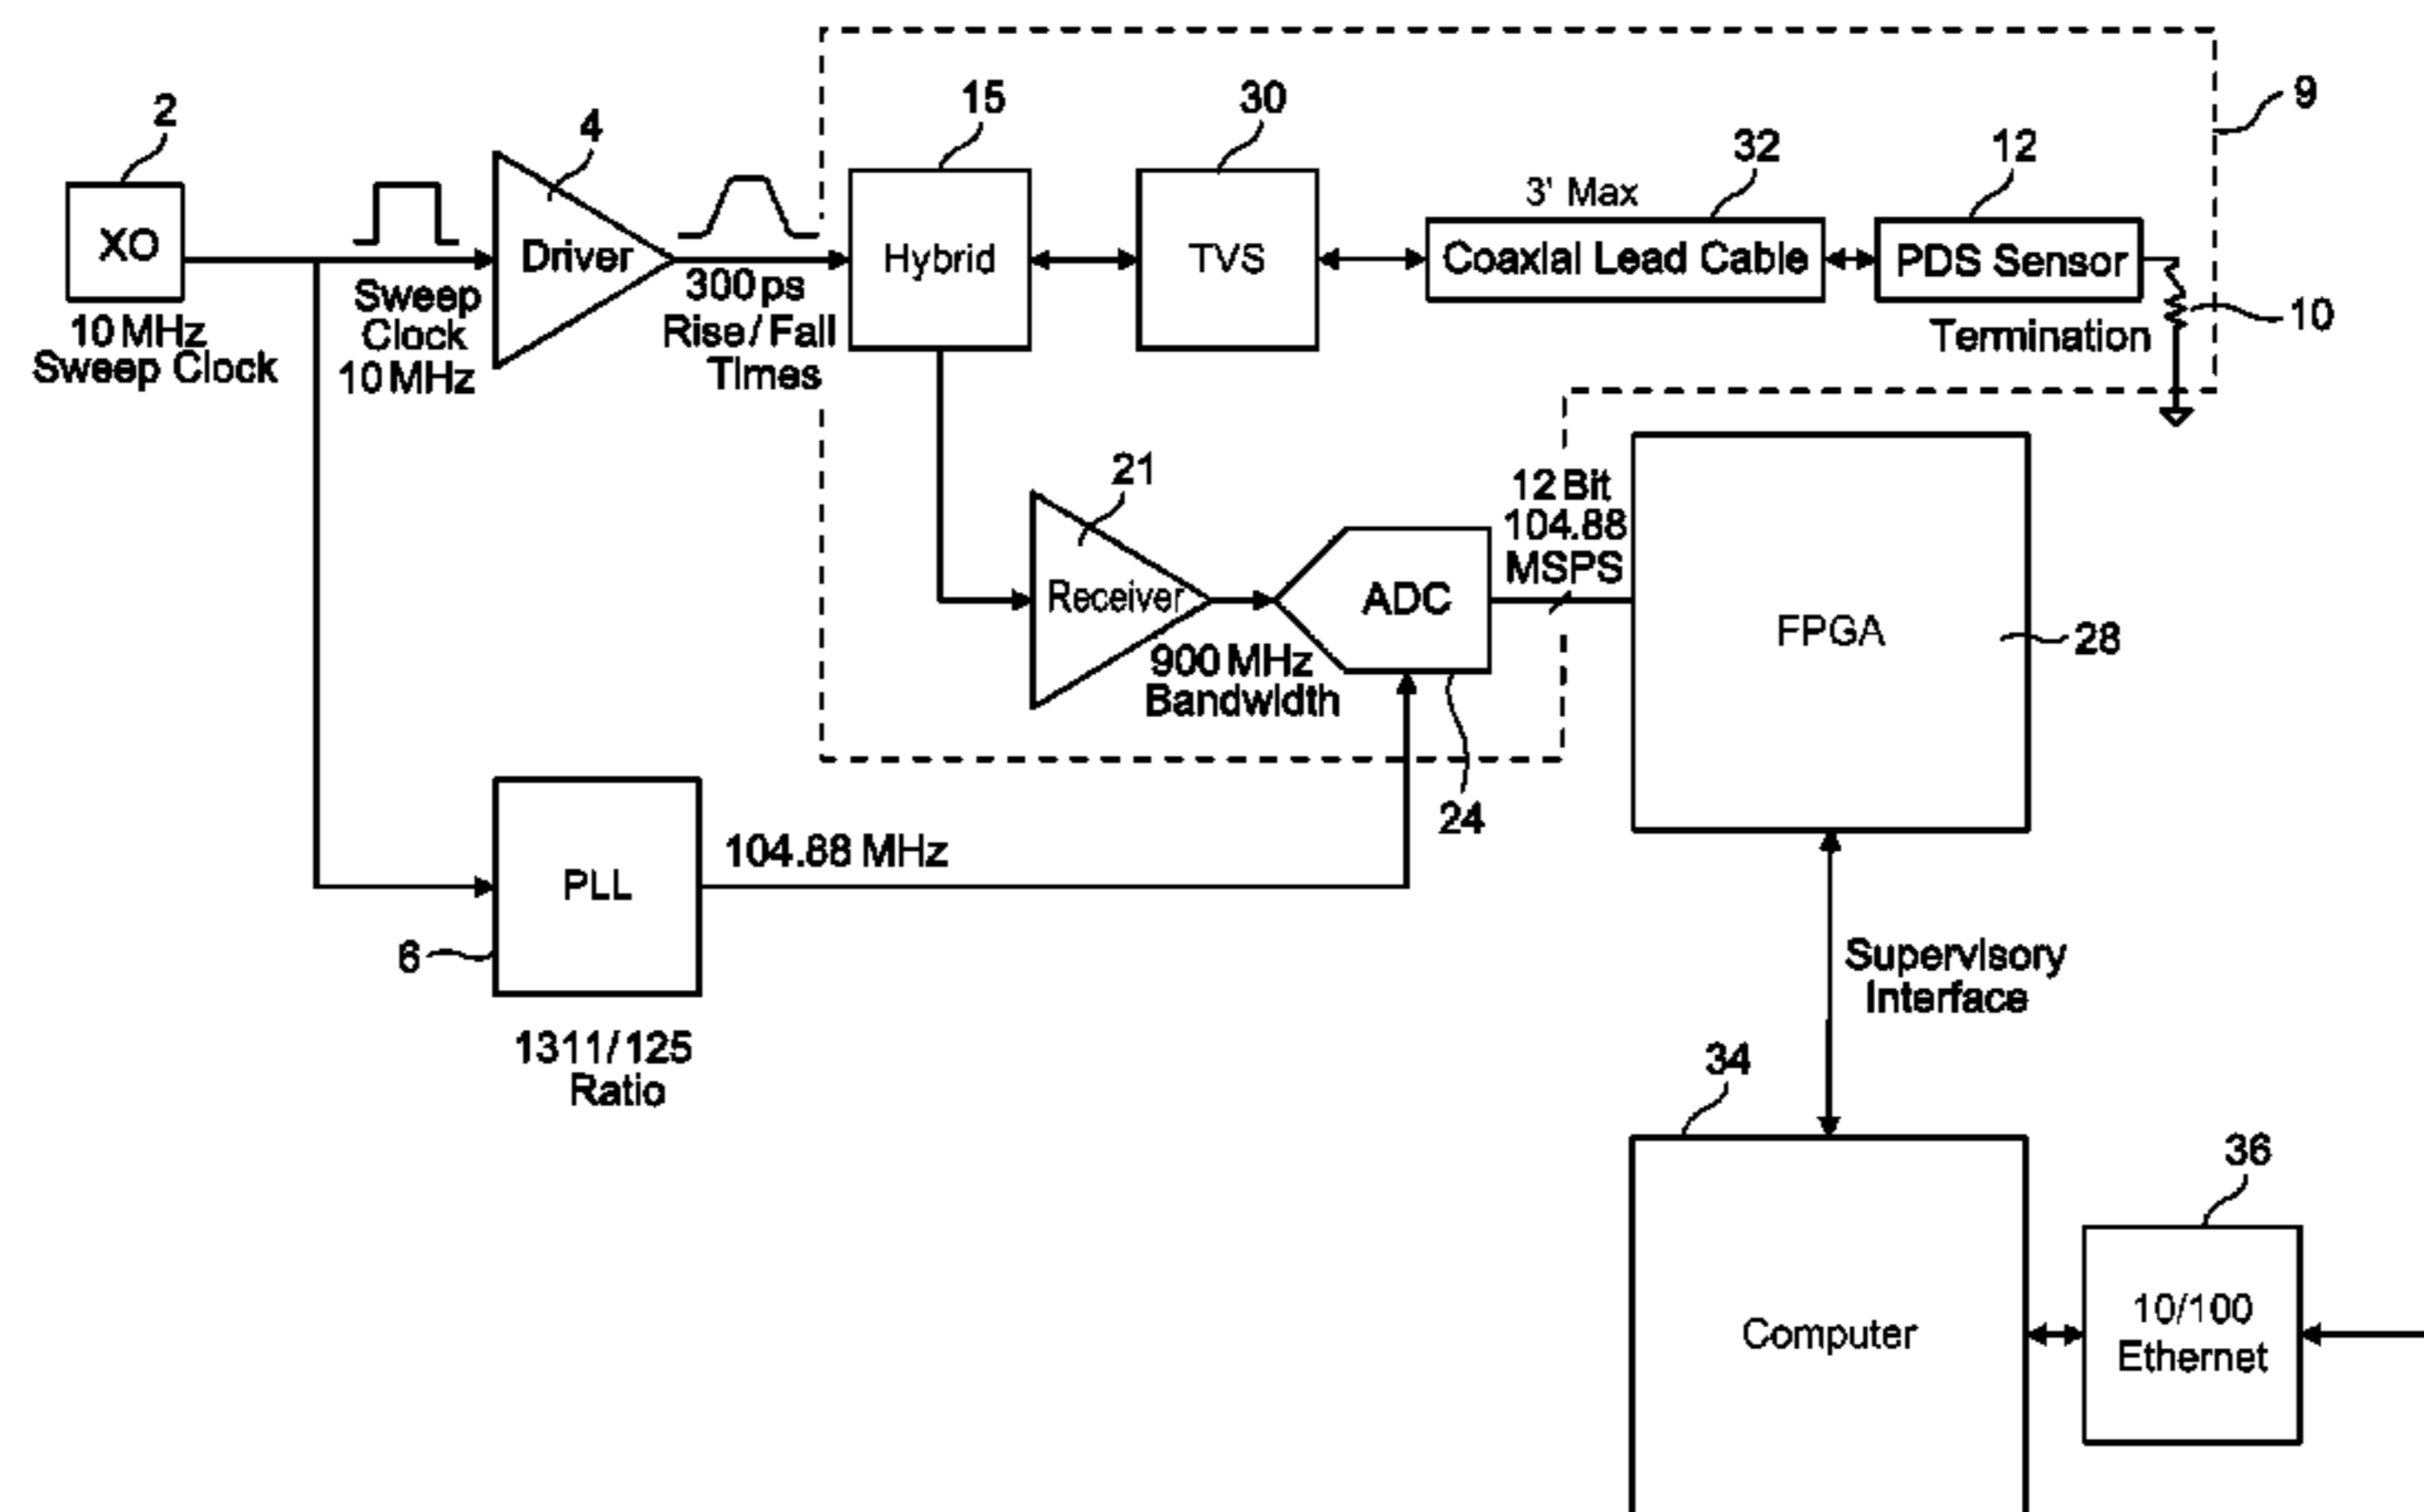 2
XO
10 MHz
Sweep Clock
Sweep
Clock
10 MHz
4
Driver
300 ps
Rise / Fall
Times
15
Hybrid
30
TVS
3' Max
32
Coaxial Lead Cable
12
PDS Sensor
9
10
Termination
21
Receiver
900 MHz
Bandwidth
ADC
24
12 Bit
104.88
MSPS
FPGA
28
PLL
6
104.88 MHz
1311/125
Ratio
Supervisory
Interface
34
Computer
36
10/100
Ethernet